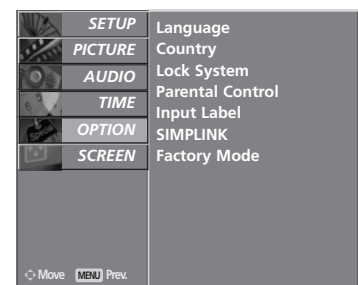 SETUP
PICTURE
AUDIO
TIME
OPTION
SCREEN
Language
Country
Lock System
Parental Control
Input Label
SIMPLINK
Factory Mode
Move MENU Prev.